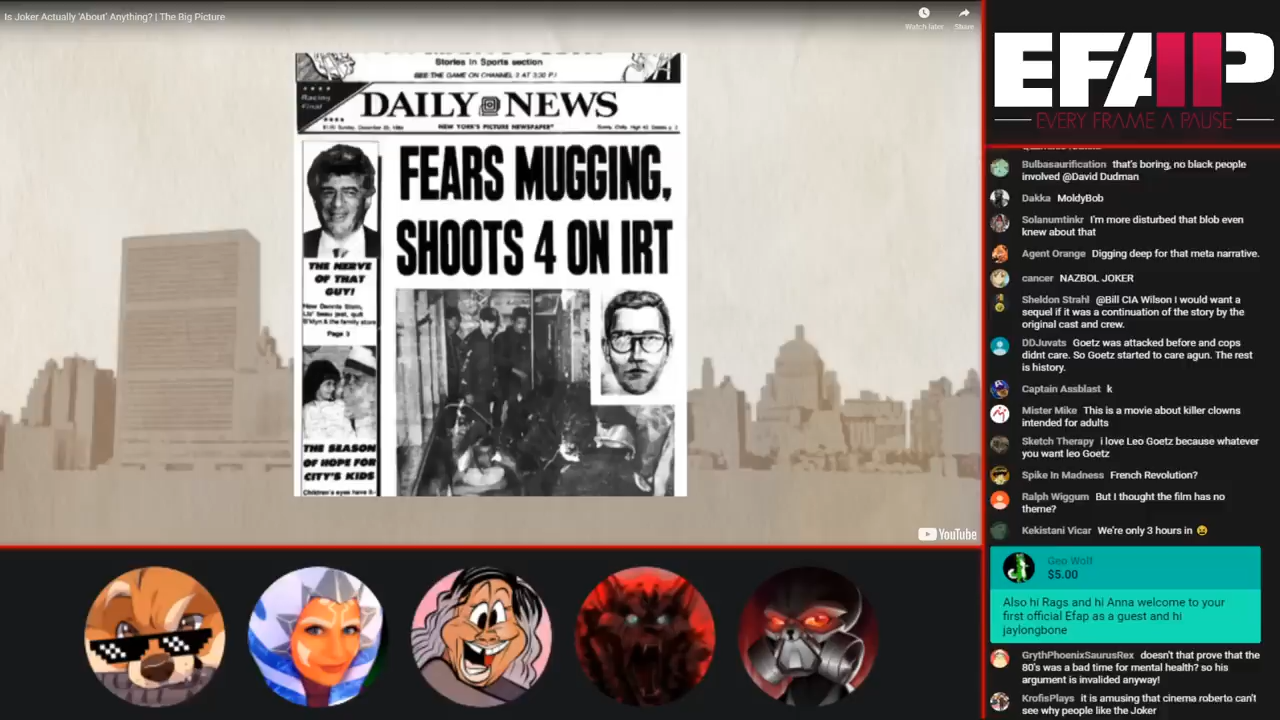 Is Joker Actually 'About' Anything? | The Big Picture
Watch later
Share
Stories In Sports section
SEE THE GAME ON CHANNEL 2 AT 3:30 P.M.
Racing
Final
DAILY NEWS
NEW YORK'S PICTURE NEWSPAPER
FEARS MUGGING,
SHOOTS 4 ON IRT
THE NERVE
OF THAT
GUY!
Page 3
THE SEASON
OF HOPE FOR
CITY'S KIDS
YouTube
EFAP
EVERY FRAME A PAUSE
Bulbasaurification that's boring, no black people
involved @David Dudman
Dakka MoldyBob
Solanumtinkr I'm more disturbed that blob even
knew about that
Agent Orange Digging deep for that meta narrative.
cancer NAZBOL JOKER
Sheldon Strahl @Bill CIA Wilson I would want a
sequel if it was a continuation of the story by the
original cast and crew.
DDJuvats Goetz was attacked before and cops
didnt care. So Goetz started to care agun. The rest
is history.
Captain Assblast k
Mister Mike This is a movie about killer clowns
intended for adults
Sketch Therapy i love Leo Goetz because whatever
you want leo Goetz
Spike In Madness French Revolution?
Ralph Wiggum But I thought the film has no
theme?
Kekistani Vicar We're only 3 hours in
Geo Wolf
$5.00
Also hi Rags and hi Anna welcome to your
first official Efap as a guest and hi
jaylongbone
GrythPhoenixSaurusRex doesn't that prove that the
80's was a bad time for mental health? so his
argument is invalided anyway!
KrofisPlays it is amusing that cinema roberto can't
see why people like the Joker